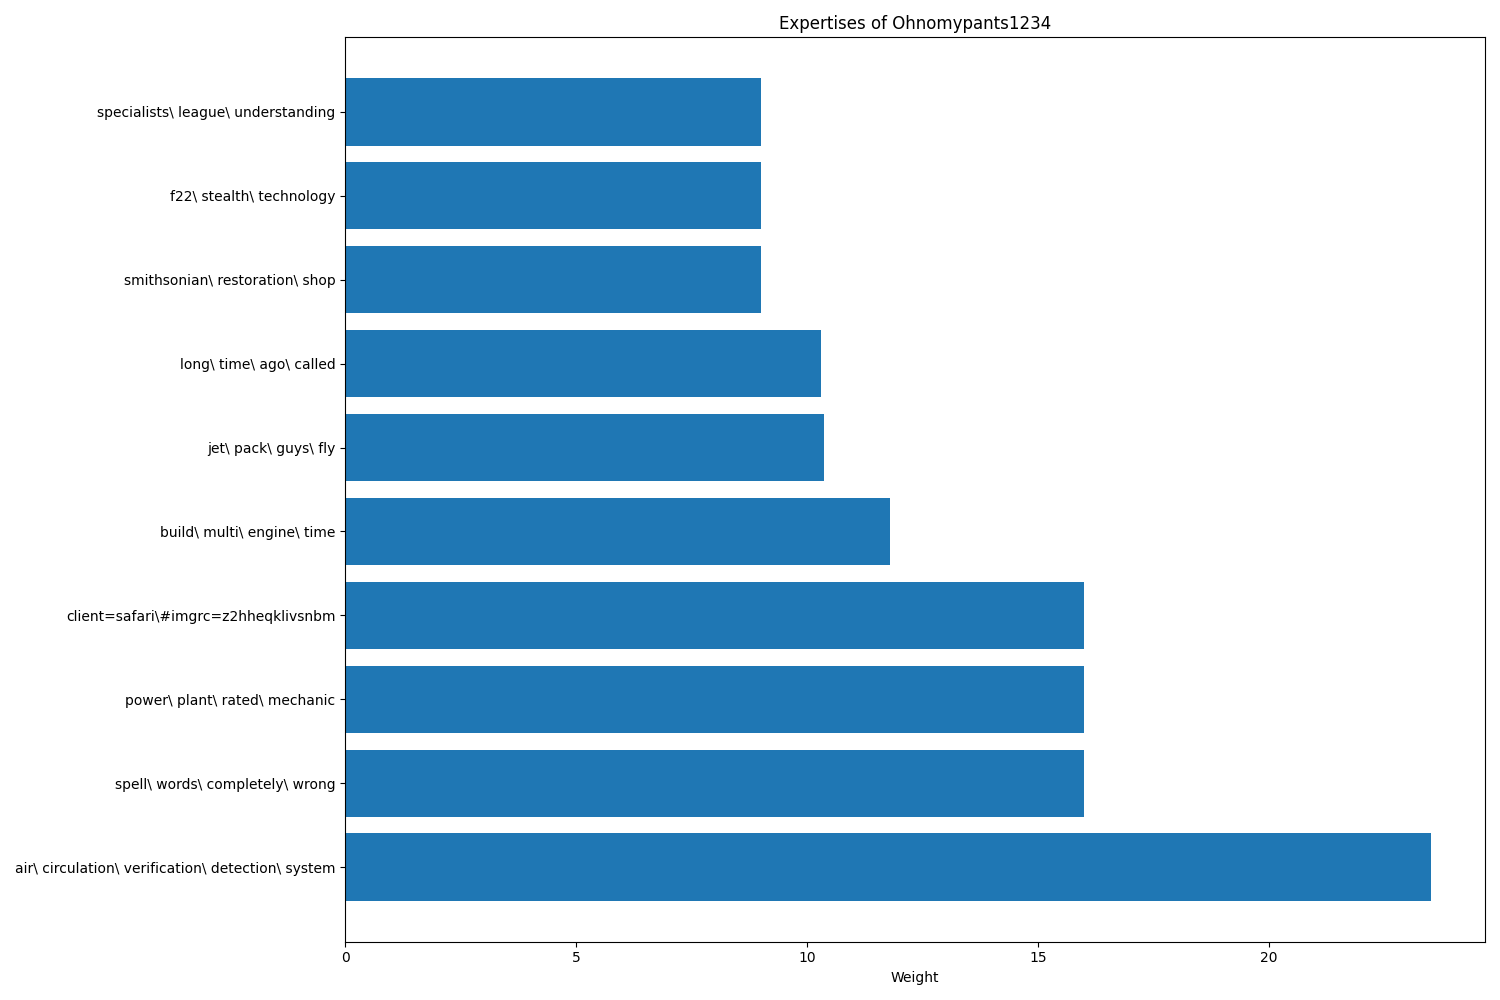 Expertises of Ohnomypants1234
specialists\ league\ understanding
f22\ stealth\ technology
smithsonian\ restoration\ shop
long\ time\ ago\ called
jet\ pack\ guys\ fly
build\ multi\ engine\ time
client=safari\#imgrc=z2hheqklivsnbm
power\ plant\ rated\ mechanic
spell\ words\ completely\ wrong
air\ circulation\ verification\ detection\ system
0 5 10 15 20
Weight